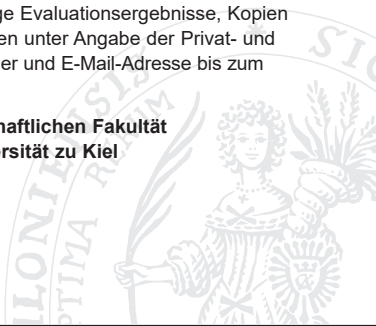 ge Evaluationsergebnisse, Kopien
en unter Angabe der Privat- und
er und E-Mail-Adresse bis zum
haftlichen Fakultät
ersität zu Kiel